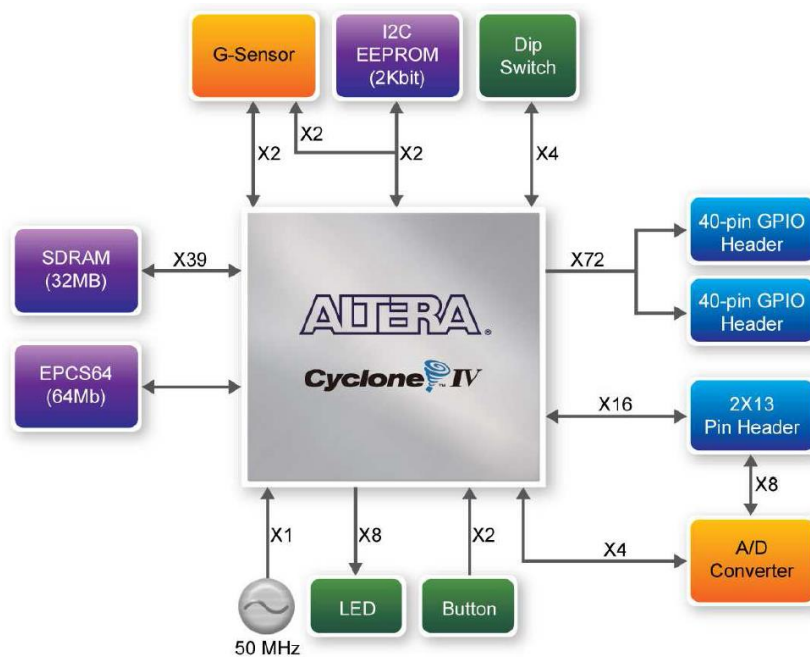 G-Sensor
I2C
EEPROM
(2Kbit)
Dip
Switch
X2
X2
X2
X4
SDRAM
(32MB)
X39
X72
40-pin GPIO
Header
40-pin GPIO
Header
ALTERA®
Cyclone™ IV
EPCS64
(64Mb)
X16
2X13
Pin Header
X8
X1
X8
X2
X4
A/D
Converter
LED
Button
50 MHz